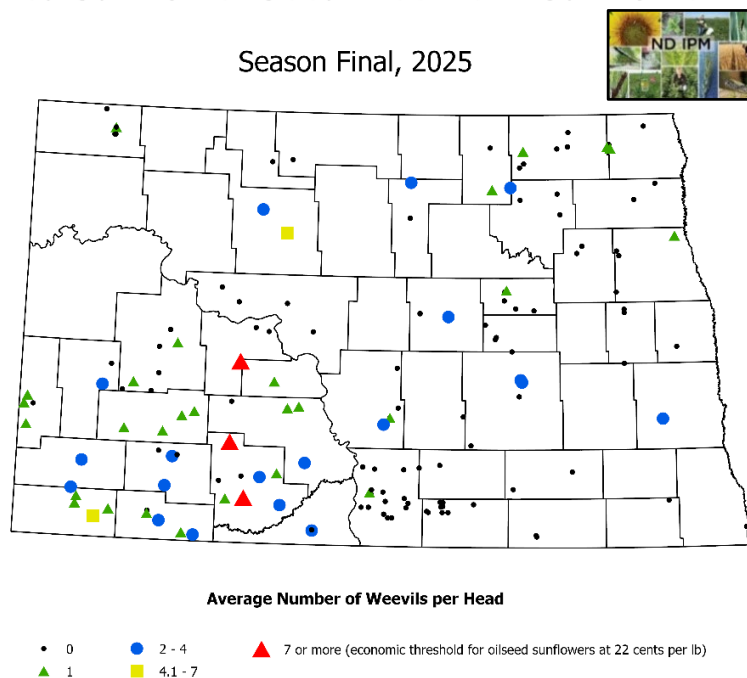 ND IPM
Season Final, 2025
Average Number of Weevils per Head
0
2 - 4
7 or more (economic threshold for oilseed sunflowers at 22 cents per lb)
1
4.1 - 7